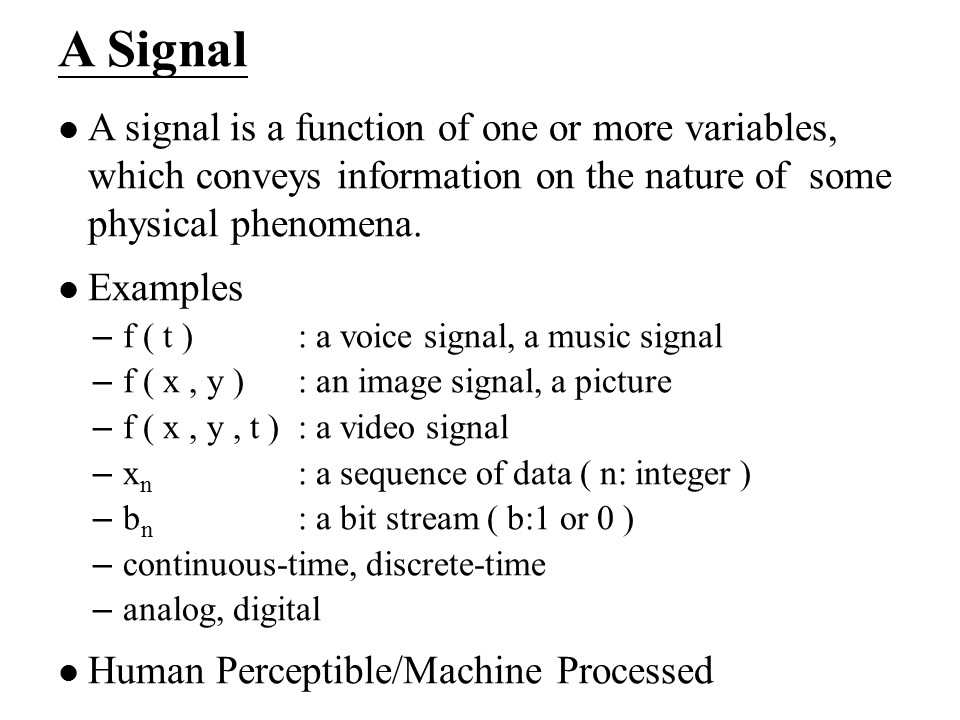 A Signal
● A signal is a function of one or more variables,
which conveys information on the nature of  some
physical phenomena.
● Examples
– f ( t ) : a voice signal, a music signal
– f ( x , y ) : an image signal, a picture
– f ( x , y , t ) : a video signal
– xₙ : a sequence of data ( n: integer )
– bₙ : a bit stream ( b:1 or 0 )
– continuous-time, discrete-time
– analog, digital
● Human Perceptible/Machine Processed